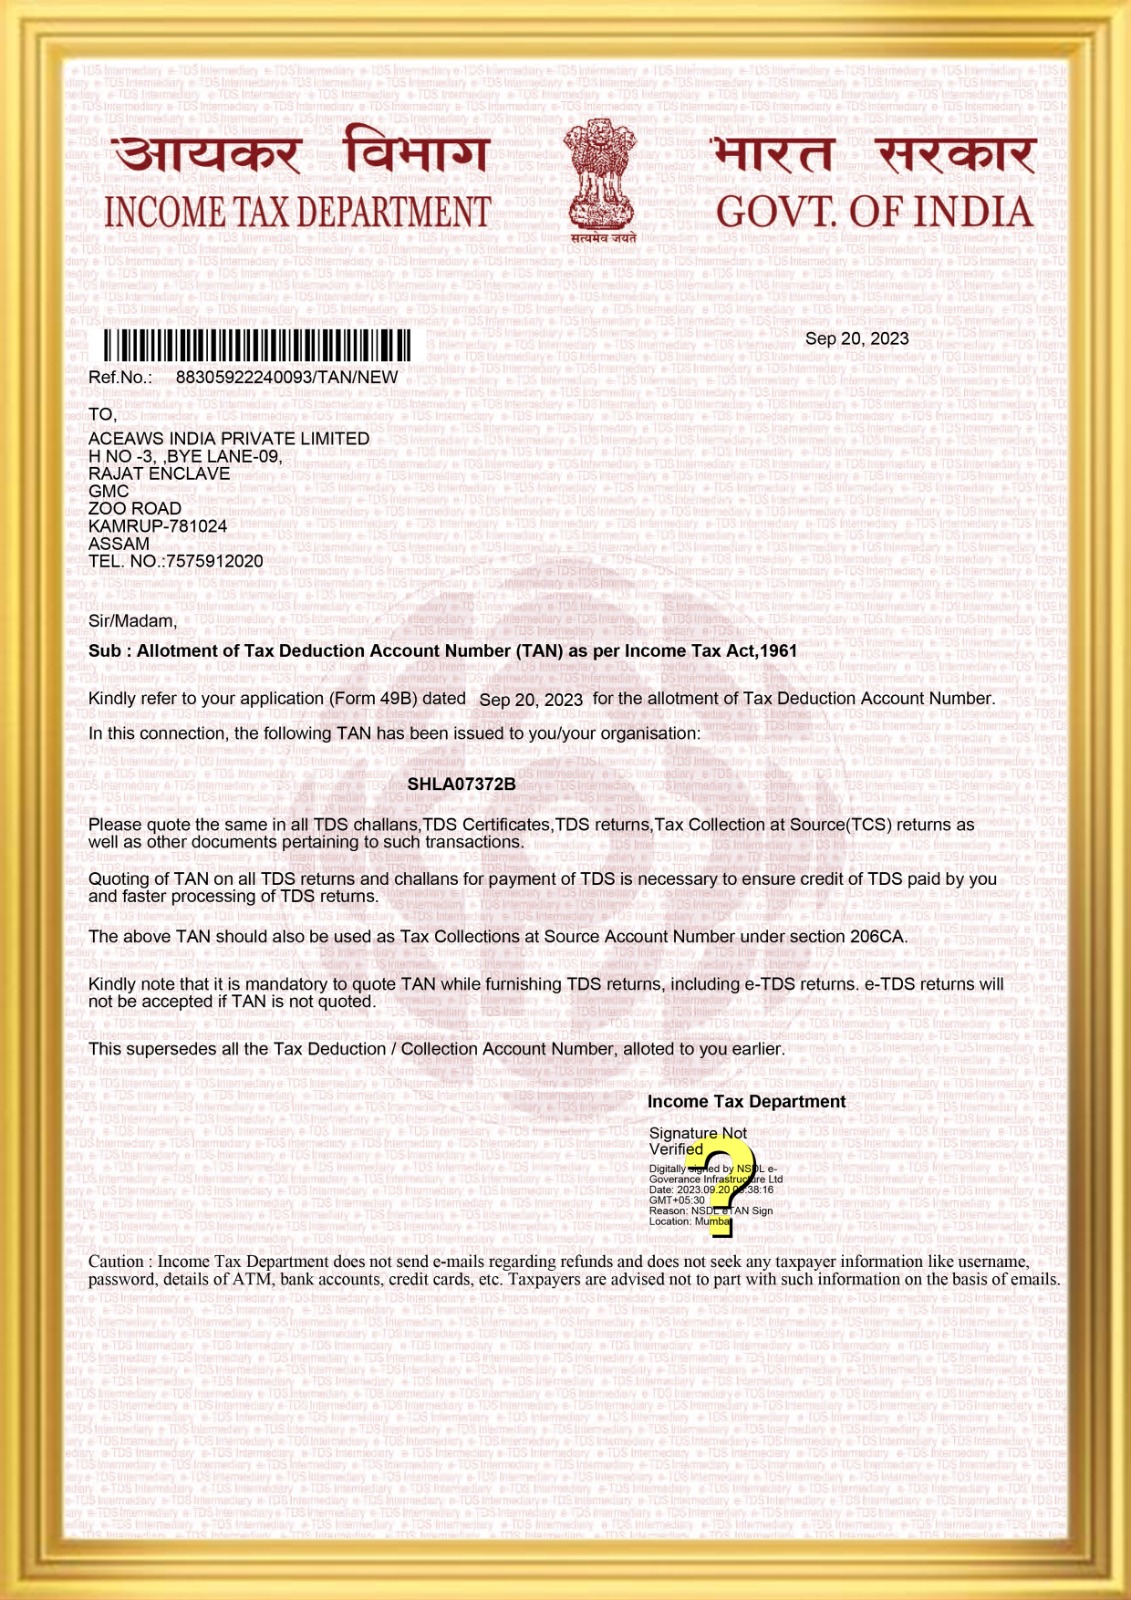 आयकर विभाग
INCOME TAX DEPARTMENT
सत्यमेव जयते
भारत सरकार
GOVT. OF INDIA
Sep 20, 2023
Ref.No.: 88305922240093/TAN/NEW
TO,
ACEAWS INDIA PRIVATE LIMITED
H NO -3, ,BYE LANE-09,
RAJAT ENCLAVE
GMC
ZOO ROAD
KAMRUP-781024
ASSAM
TEL. NO.:7575912020
Sir/Madam,
Sub : Allotment of Tax Deduction Account Number (TAN) as per Income Tax Act,1961
Kindly refer to your application (Form 49B) dated Sep 20, 2023 for the allotment of Tax Deduction Account Number.
In this connection, the following TAN has been issued to you/your organisation:
SHLA07372B
Please quote the same in all TDS challans,TDS Certificates,TDS returns,Tax Collection at Source(TCS) returns as
well as other documents pertaining to such transactions.
Quoting of TAN on all TDS returns and challans for payment of TDS is necessary to ensure credit of TDS paid by you
and faster processing of TDS returns.
The above TAN should also be used as Tax Collections at Source Account Number under section 206CA.
Kindly note that it is mandatory to quote TAN while furnishing TDS returns, including e-TDS returns. e-TDS returns will
not be accepted if TAN is not quoted.
This supersedes all the Tax Deduction / Collection Account Number, alloted to you earlier.
Income Tax Department
Signature Not
Verified
Digitally signed by NSDL e-
Goverance Infrastructure Ltd
Date: 2023.09.20
GMT+05:30
Reason: NSDL eTAN Sign
Location: Mumbai
Caution : Income Tax Department does not send e-mails regarding refunds and does not seek any taxpayer information like username,
password, details of ATM, bank accounts, credit cards, etc. Taxpayers are advised not to part with such information on the basis of emails.